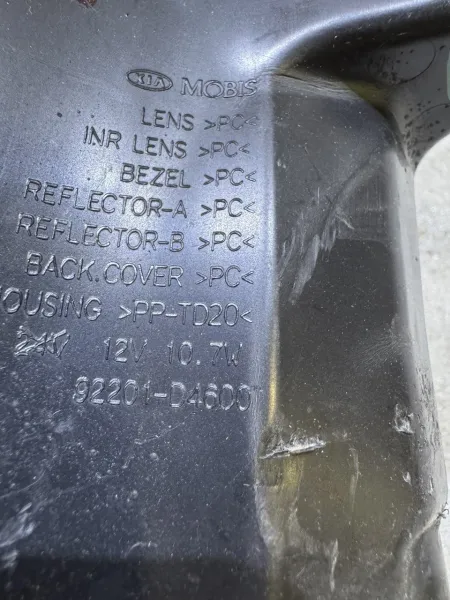 KIA MOBIS
LENS >PC<
INR LENS >PC<
BEZEL >PC<
REFLECTOR-A >PC<
REFLECTOR-B >PC<
BACK.COVER >PC<
HOUSING >PP-TD20<
12V 10.7W
92201-D4600